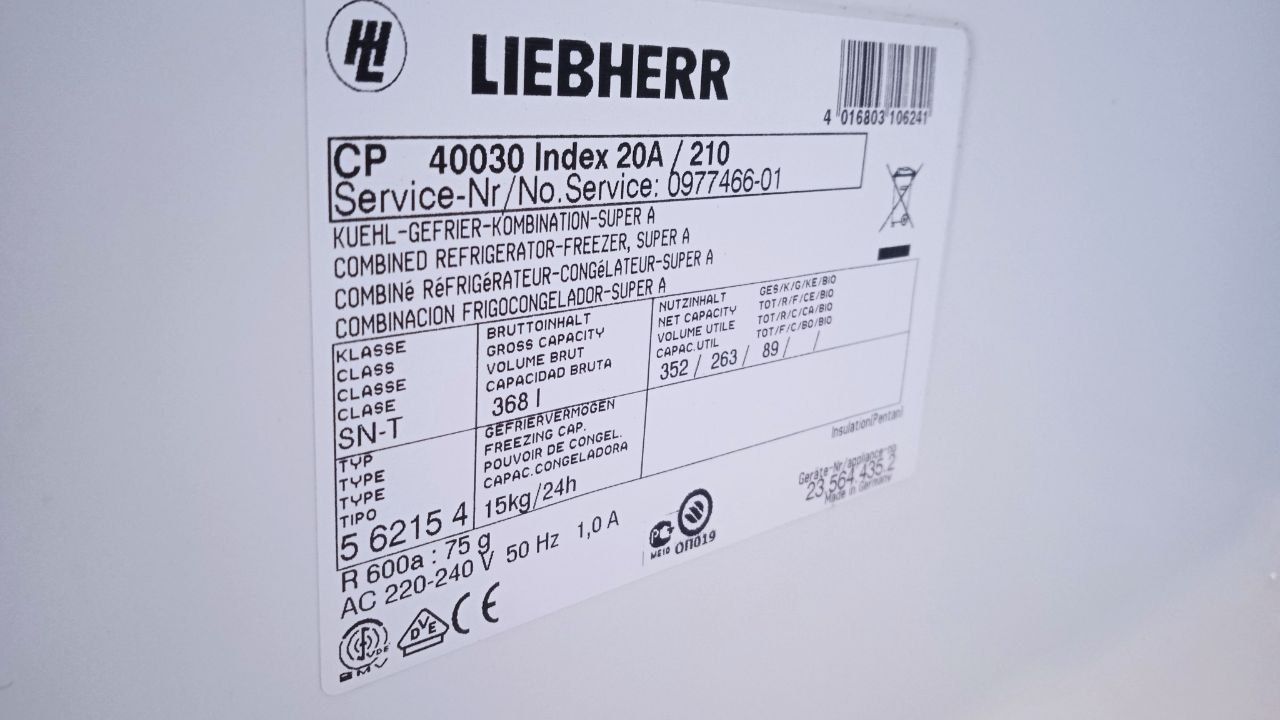 LIEBHERR
4 016803 106241
CP 40030 Index 20A / 210
Service-Nr/No.Service: 0977466-01
KUEHL-GEFRIER-KOMBINATION-SUPER A
COMBINED REFRIGERATOR-FREEZER, SUPER A
COMBINé RéFRIGéRATEUR-CONGéLATEUR-SUPER A
COMBINACION FRIGOCONGELADOR-SUPER A
KLASSE
CLASS
CLASSE
CLASE
SN-T
BRUTTOINHALT
GROSS CAPACITY
VOLUME BRUT
CAPACIDAD BRUTA
368 l
NUTZINHALT GES/K/G/KE/BIO
NET CAPACITY TOT/R/F/CE/BIO
VOLUME UTILE TOT/R/C/CA/BIO
CAPAC.UTIL TOT/F/C/BO/BIO
352 / 263 / 89 / /
TYP
TYPE
TYPE
TIPO
5 6215 4
GEFRIERVERMÖGEN
FREEZING CAP.
POUVOIR DE CONGEL.
CAPAC.CONGELADORA
15kg/24h
Insulation(Pentan)
R 600a : 75 g
AC 220-240 V 50 Hz 1,0 A
Geräte-Nr/appliance-no
23.564.435.2
Made in Germany
ME10 ОП019
VDE
EMV
DVE
CE